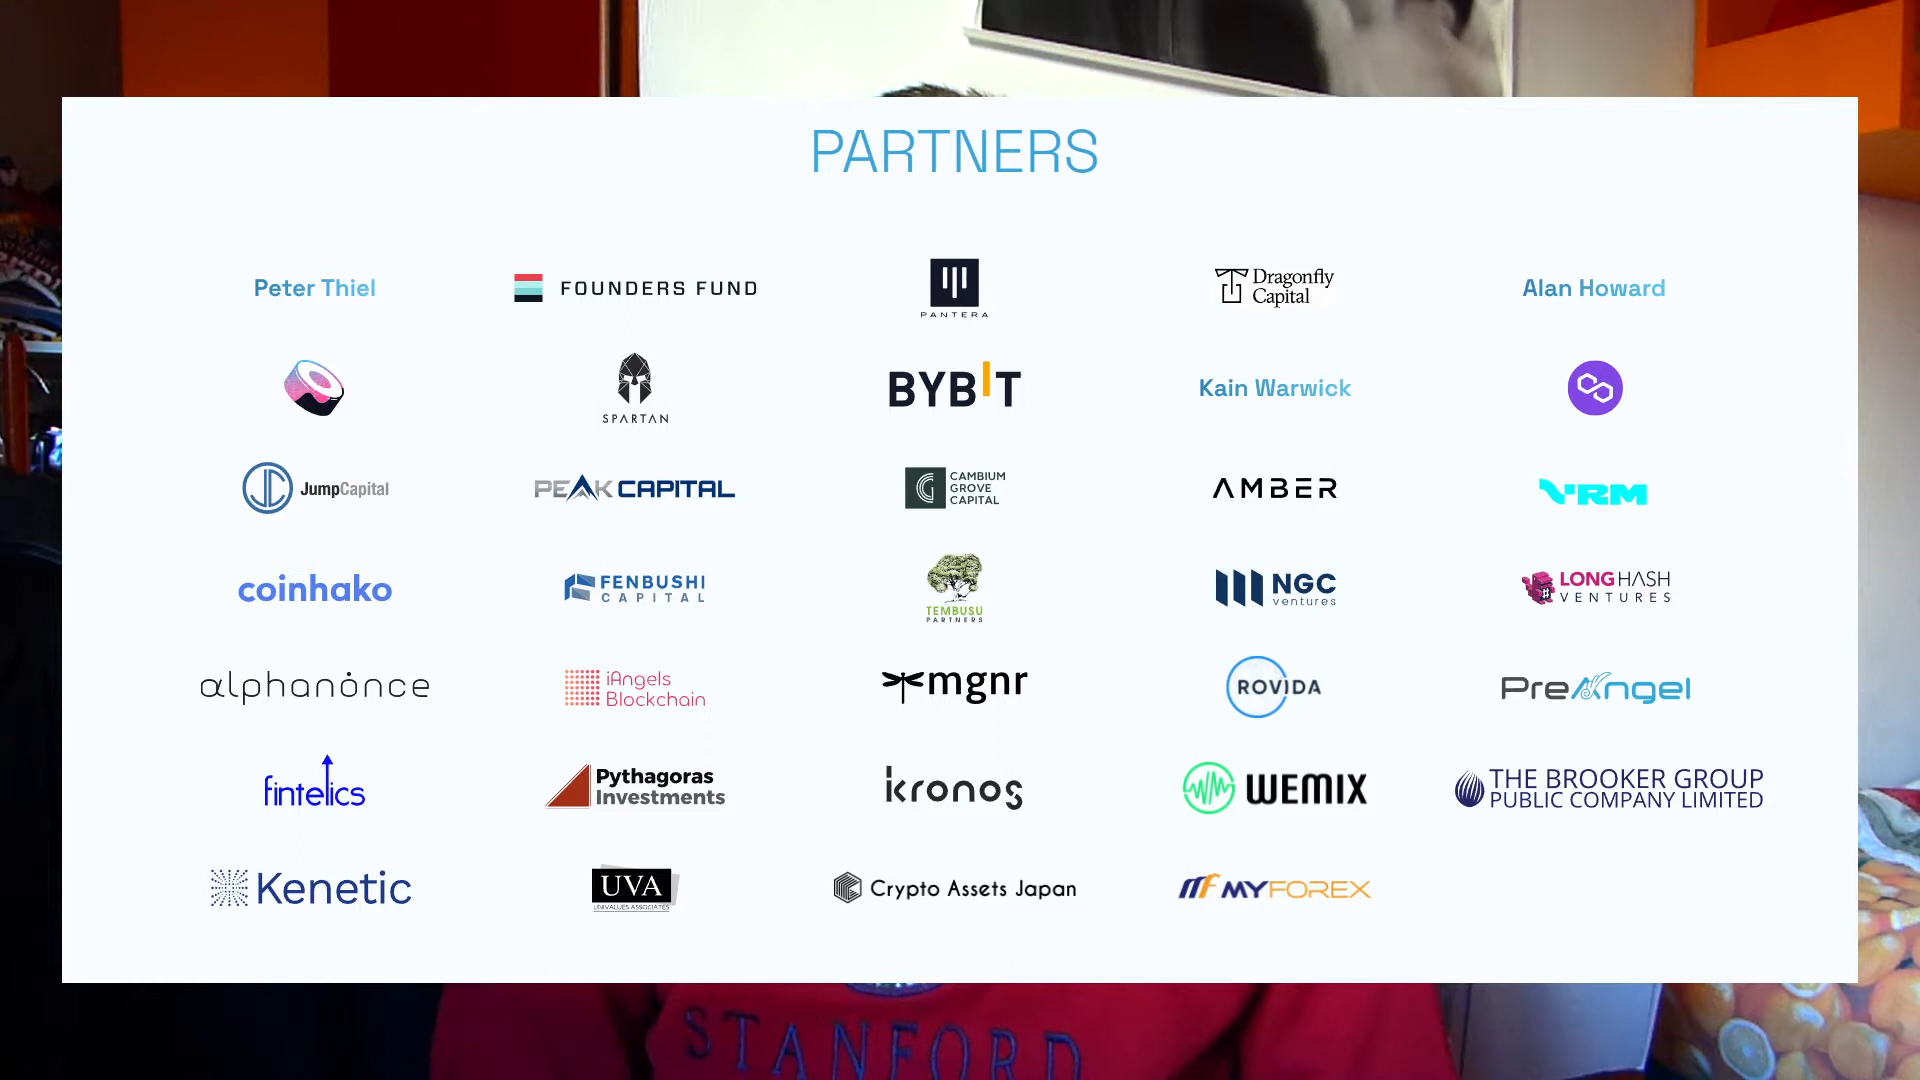 PARTNERS
Peter Thiel
FOUNDERS FUND
PANTERA
Dragonfly
Capital
Alan Howard
SPARTAN
BYBIT
Kain Warwick
JumpCapital
PEAK CAPITAL
CAMBIUM
GROVE
CAPITAL
AMBER
VRM
coinhako
FENBUSHI
CAPITAL
TEMBUSU
PARTNERS
NGC
ventures
LONGHASH
VENTURES
alphanonce
iAngels
Blockchain
mgnr
ROVIDA
PreAngel
fintelics
Pythagoras
Investments
kronos
WEMIX
THE BROOKER GROUP
PUBLIC COMPANY LIMITED
Kenetic
UVA
UNIVALUES ASSOCIATES
Crypto Assets Japan
MYFOREX
STANFORD